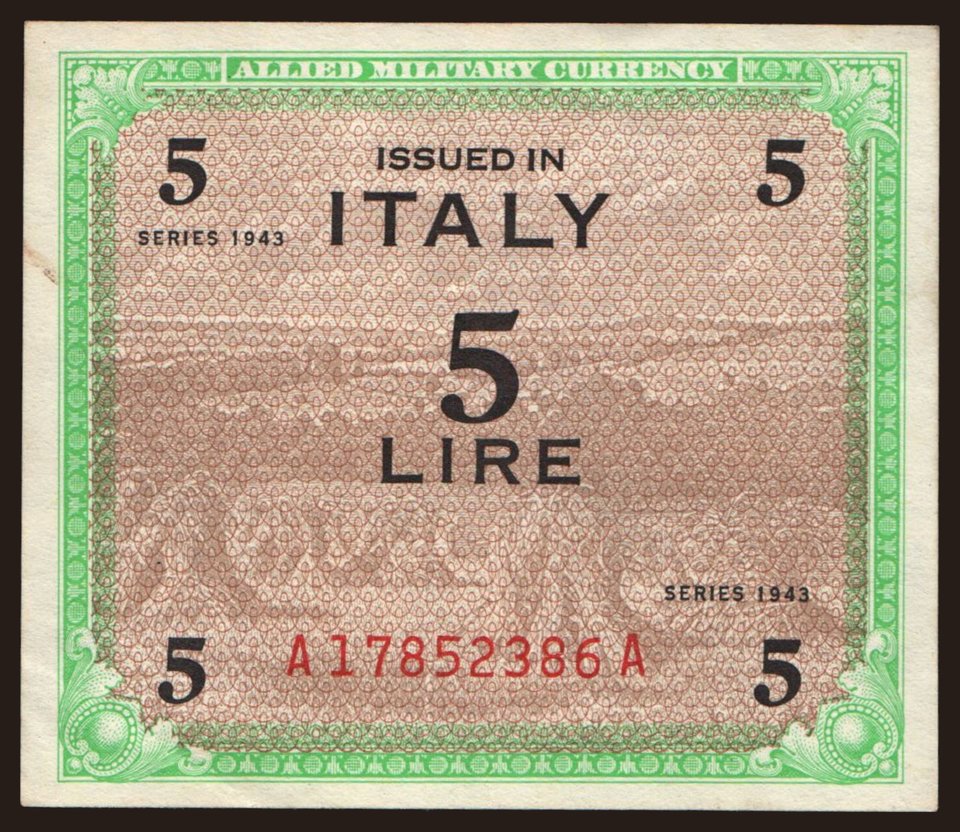 ALLIED MILITARY CURRENCY
5 5
ISSUED IN
ITALY
SERIES 1943
5
LIRE
SERIES 1943
A17852386A
5 5